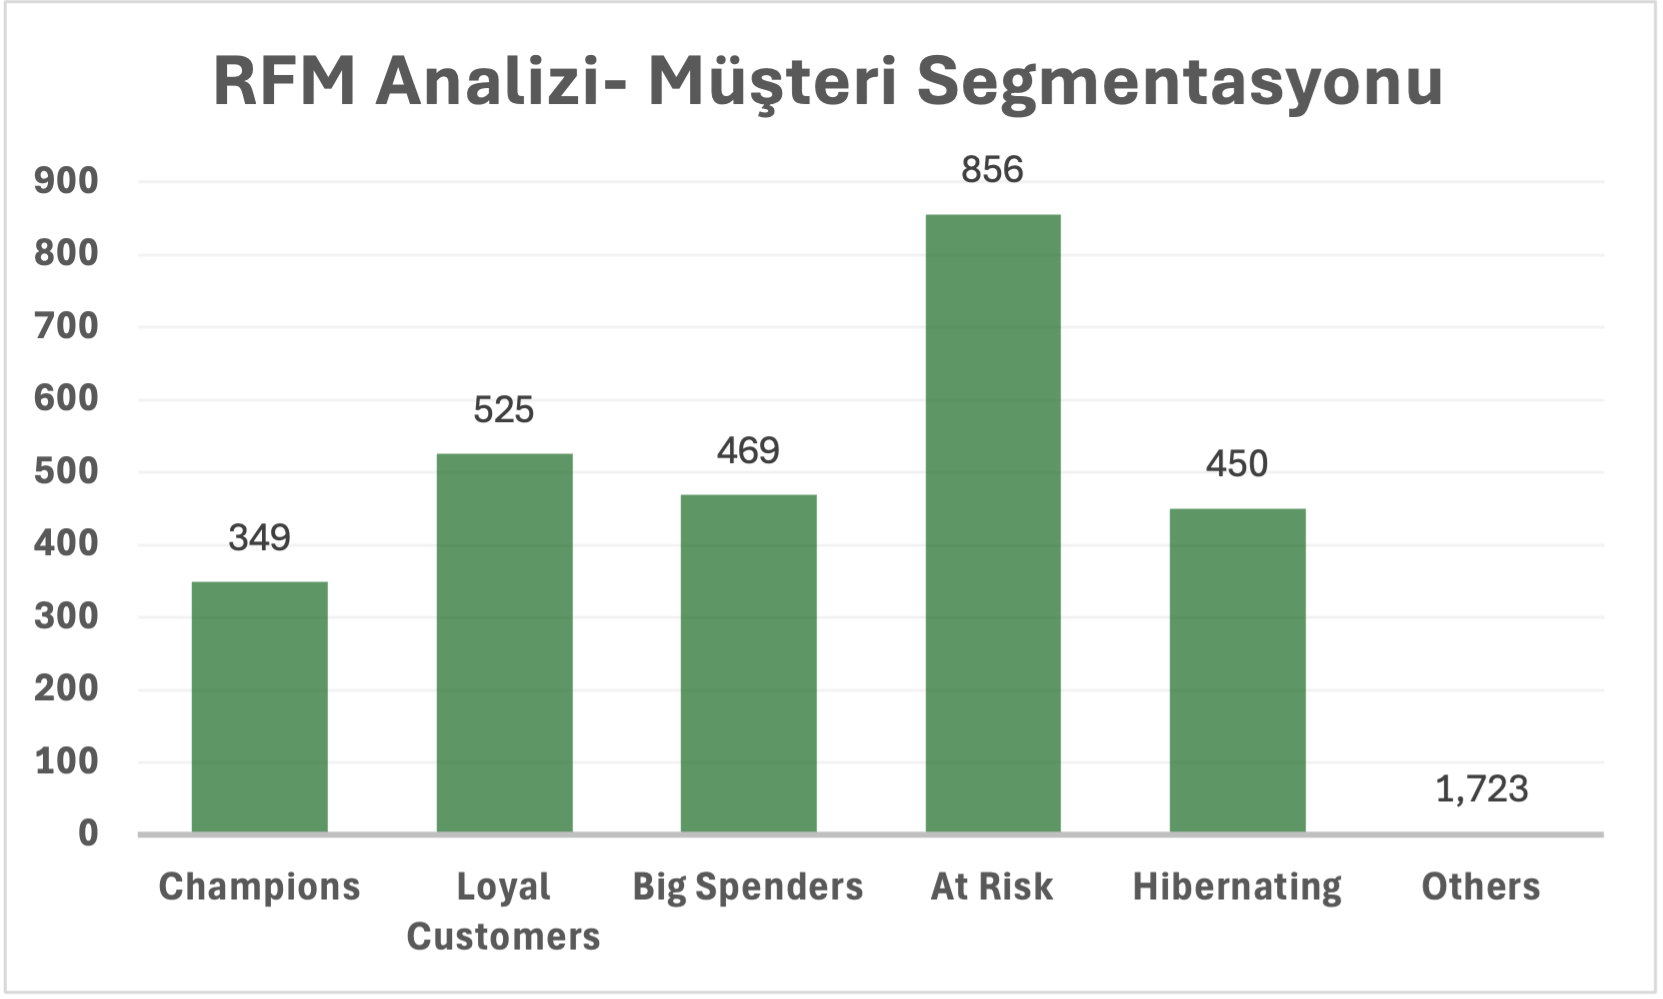 RFM Analizi- Müşteri Segmentasyonu
900
800
700
600
500
400
300
200
100
0
349
525
469
856
450
1,723
Champions
Loyal
Customers
Big Spenders
At Risk
Hibernating
Others